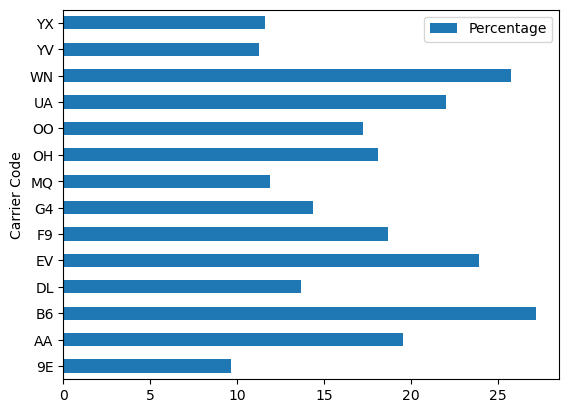 YX
YV
WN
UA
OO
OH
MQ
G4
F9
EV
DL
B6
AA
9E
Carrier Code
Percentage
0 5 10 15 20 25